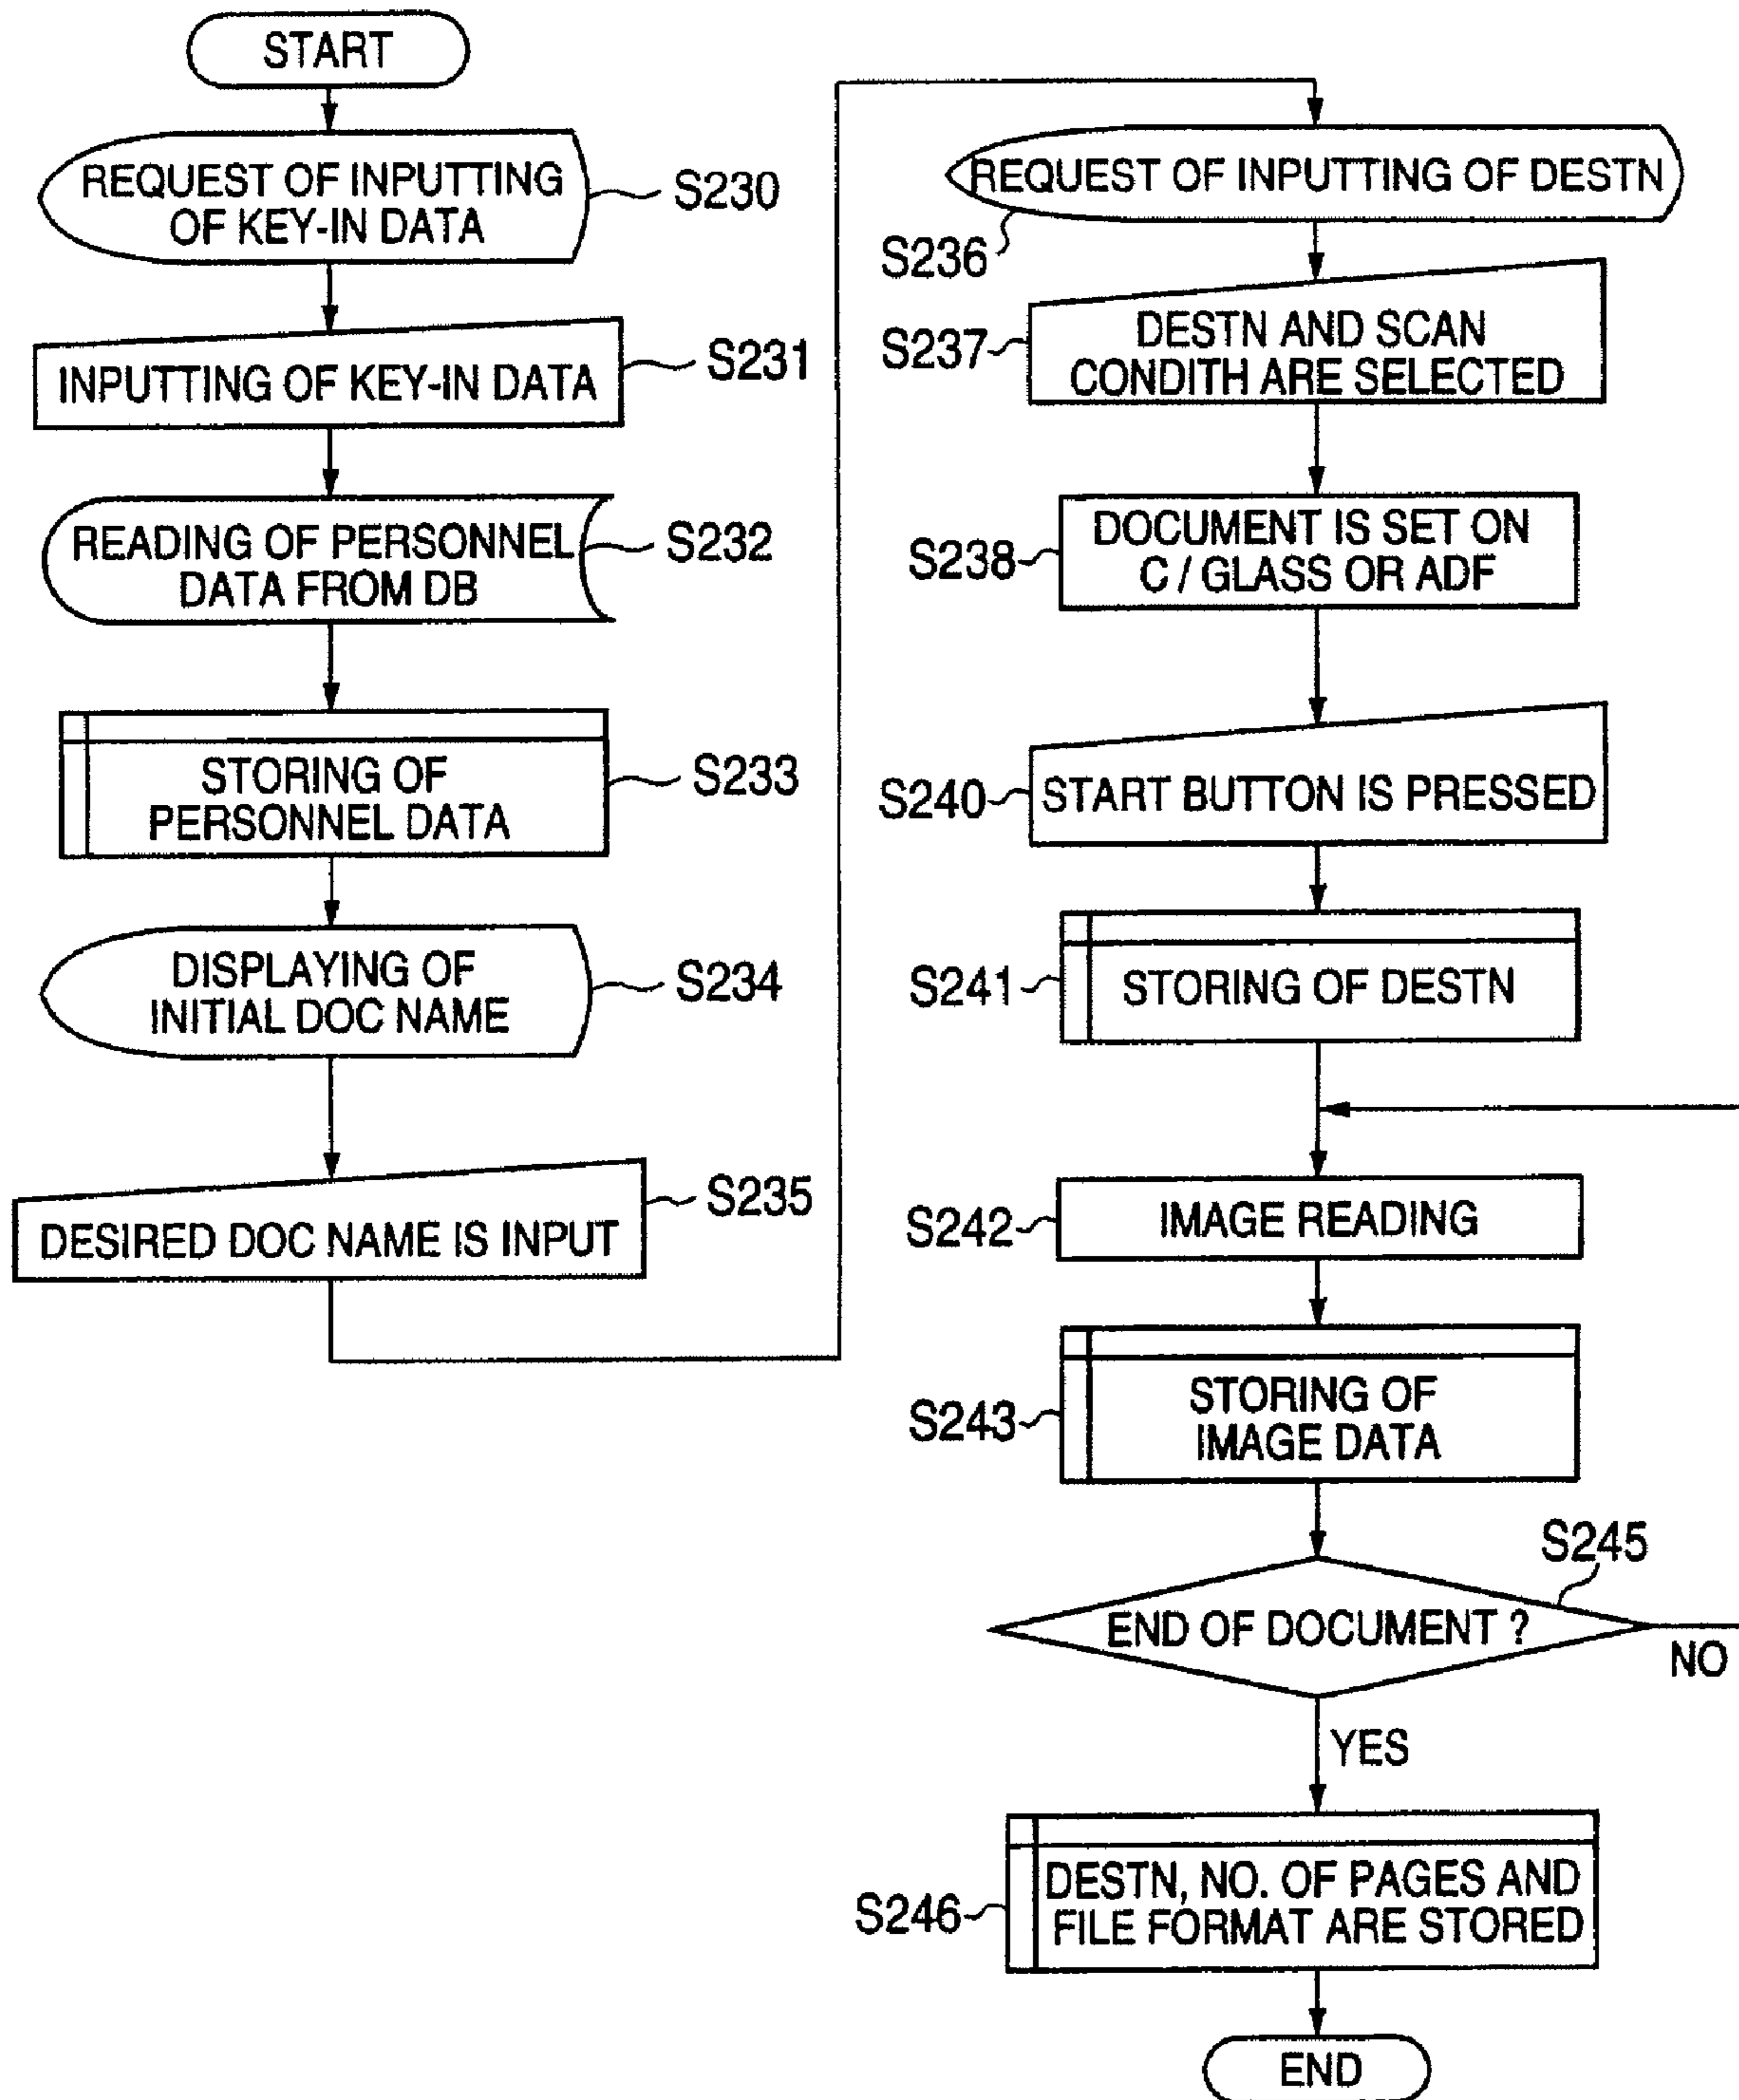 START
REQUEST OF INPUTTING
OF KEY-IN DATA
S230
INPUTTING OF KEY-IN DATA
S231
READING OF PERSONNEL
DATA FROM DB
S232
STORING OF
PERSONNEL DATA
S233
DISPLAYING OF
INITIAL DOC NAME
S234
DESIRED DOC NAME IS INPUT
S235
REQUEST OF INPUTTING OF DESTN
S236
DESTN AND SCAN
CONDITH ARE SELECTED
S237
DOCUMENT IS SET ON
C / GLASS OR ADF
S238
START BUTTON IS PRESSED
S240
STORING OF DESTN
S241
IMAGE READING
S242
STORING OF
IMAGE DATA
S243
END OF DOCUMENT ?
S245
NO
YES
DESTN, NO. OF PAGES AND
FILE FORMAT ARE STORED
S246
END